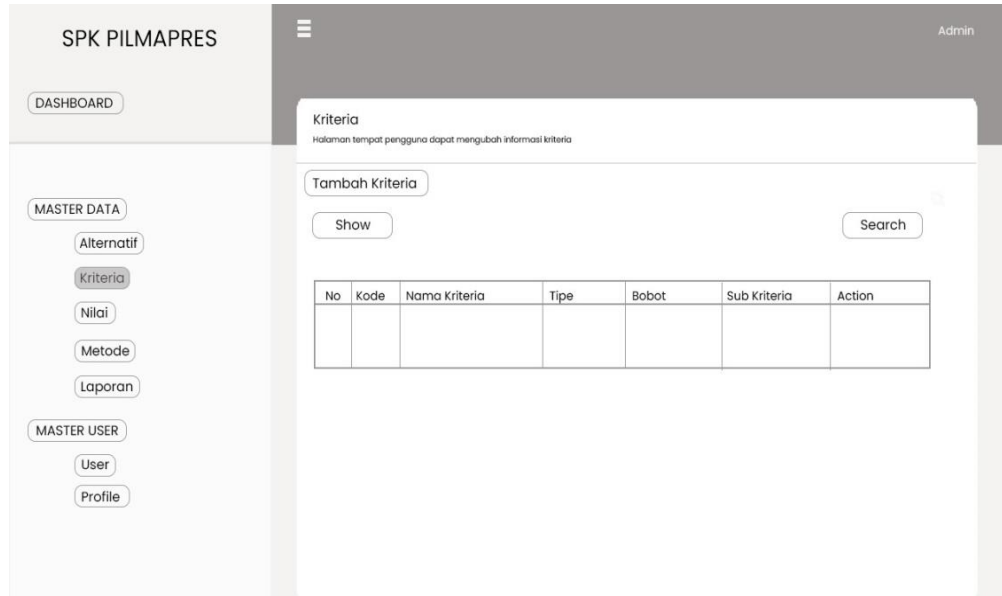 SPK PILMAPRES
Admin
DASHBOARD
MASTER DATA
Alternatif
Kriteria
Nilai
Metode
Laporan
MASTER USER
User
Profile
Kriteria
Halaman tempat pengguna dapat mengubah informasi kriteria
Tambah Kriteria
Show Search
No Kode Nama Kriteria Tipe Bobot Sub Kriteria Action